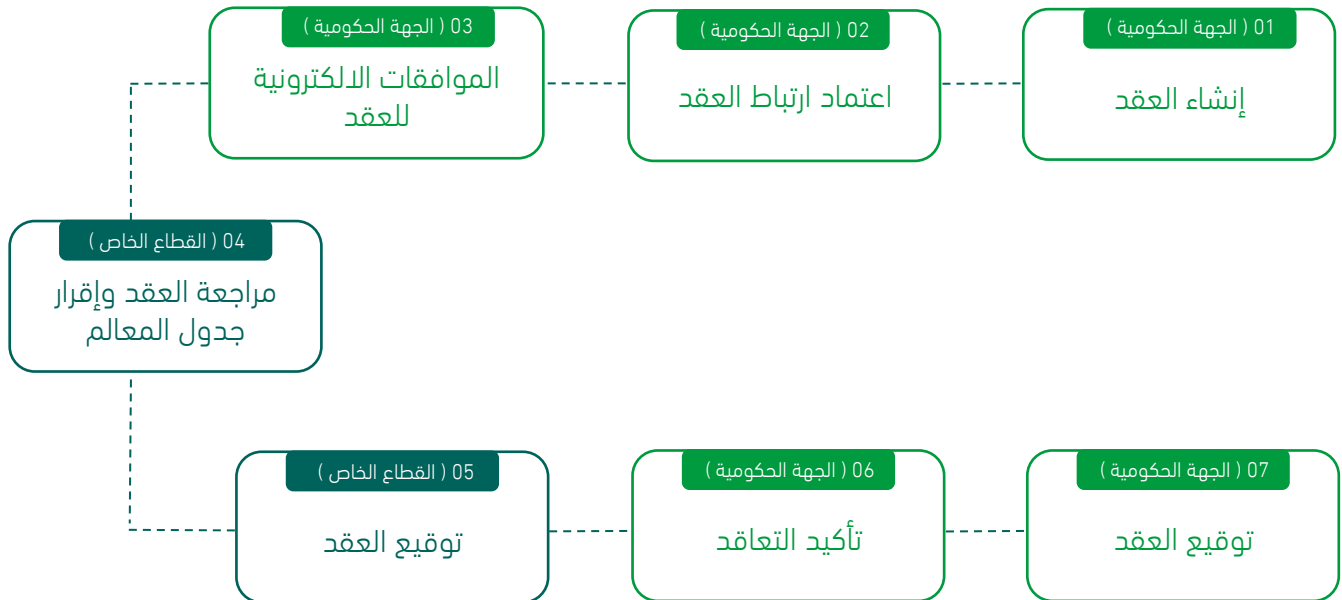 01 ( الجهة الحكومية )
إنشاء العقد
02 ( الجهة الحكومية )
اعتماد ارتباط العقد
03 ( الجهة الحكومية )
الموافقات الالكترونية
للعقد
04 ( القطاع الخاص )
مراجعة العقد وإقرار
جدول المعالم
05 ( القطاع الخاص )
توقيع العقد
06 ( الجهة الحكومية )
تأكيد التعاقد
07 ( الجهة الحكومية )
توقيع العقد